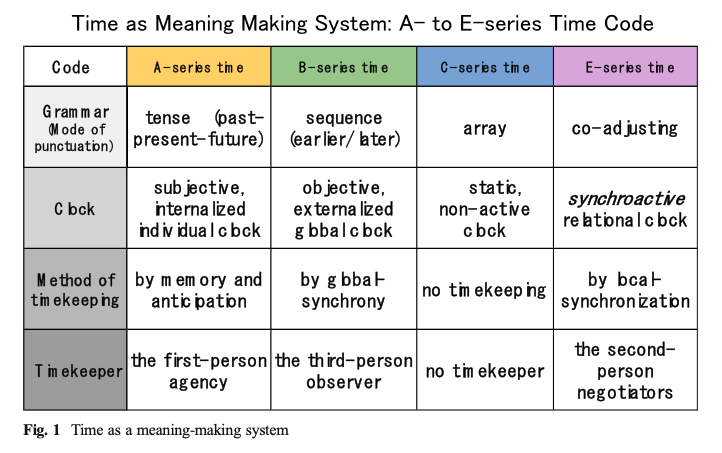 Time as Meaning Making System: A- to E-series Time Code
Code
A-series time
B-series time
C-series time
E-series time
Grammar
(Mode of
punctuation)
tense (past-
present-future)
sequence
(earlier/later)
array
co-adjusting
Clock
subjective,
internalized
individual clock
objective,
externalized
global clock
static,
non-active
clock
synchroactive
relational clock
Method of
timekeeping
by memory and
anticipation
by global-
synchrony
no timekeeping
by local-
synchronization
Timekeeper
the first-person
agency
the third-person
observer
no timekeeper
the second-
person
negotiators
Fig. 1 Time as a meaning-making system